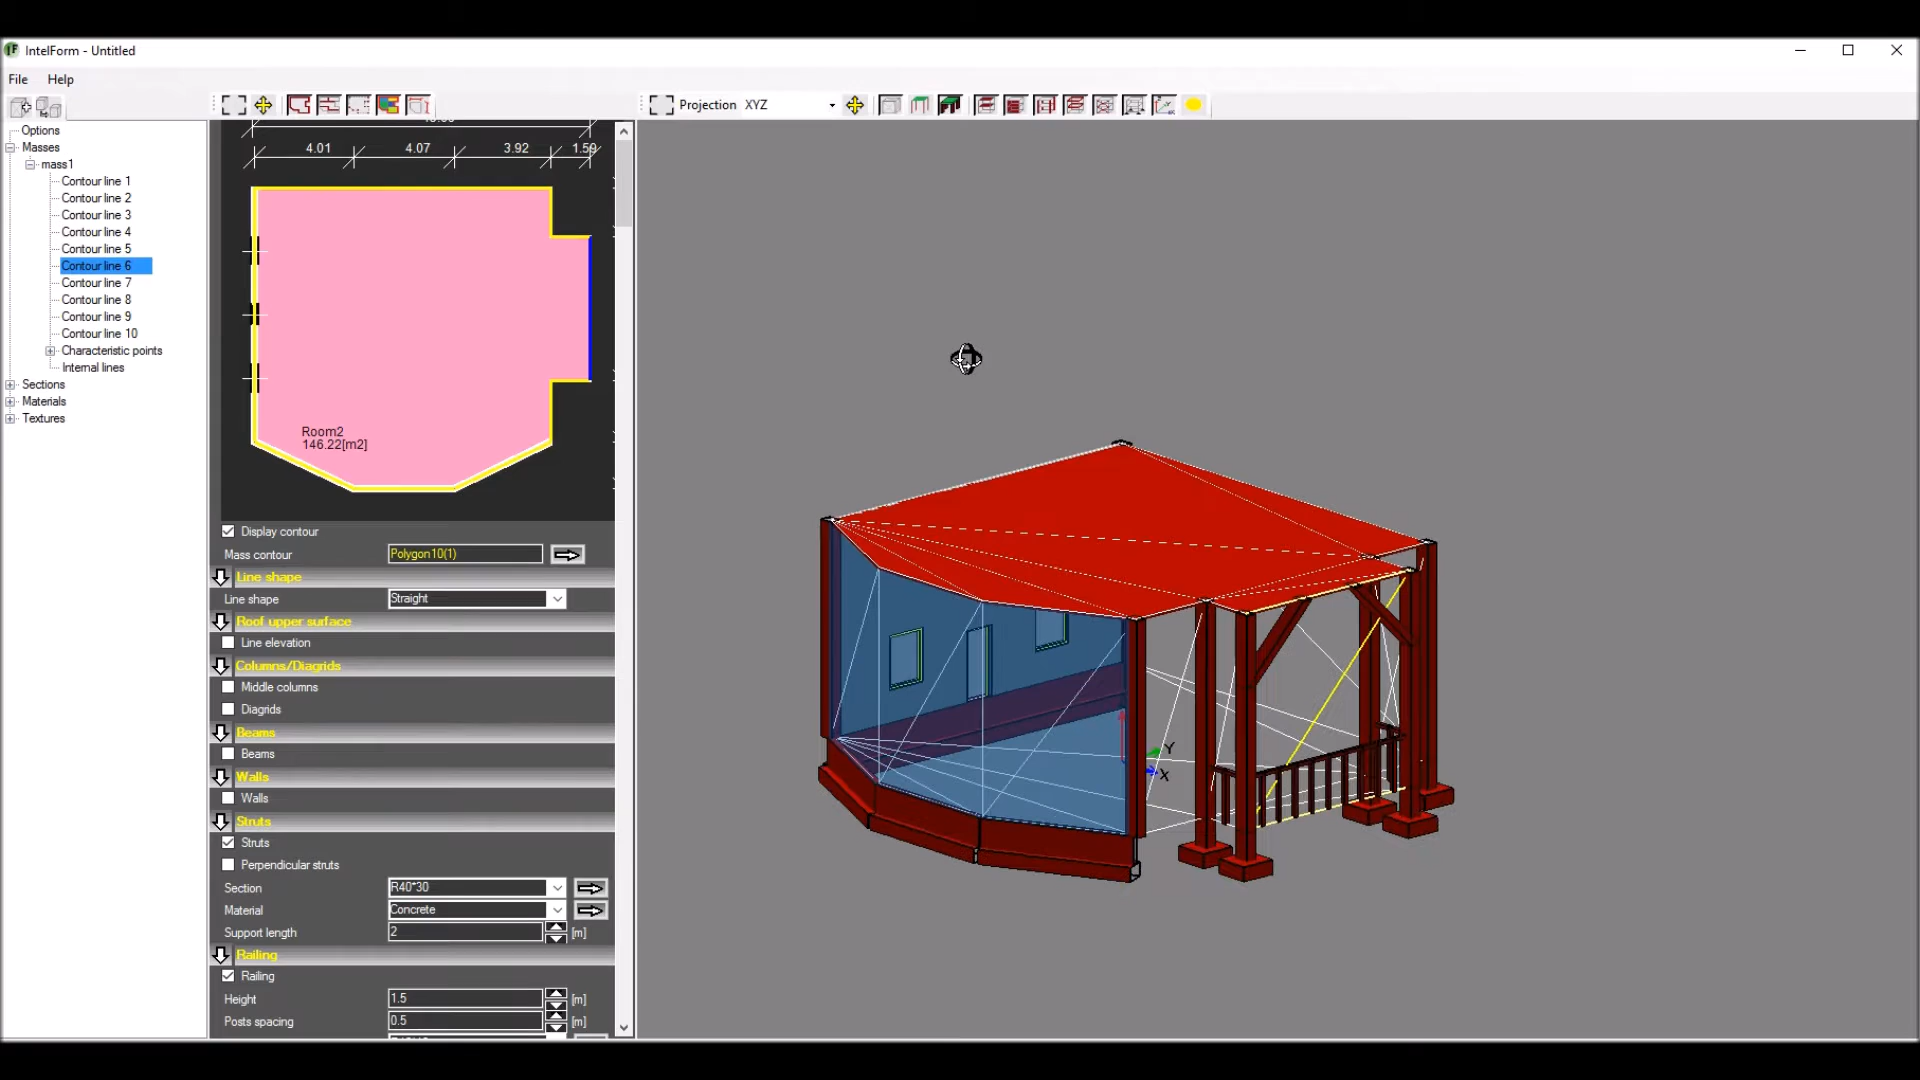 IntelForm - Untitled
File Help
Projection XYZ
Options
Masses
mass1
Contour line 1
Contour line 2
Contour line 3
Contour line 4
Contour line 5
Contour line 6
Contour line 7
Contour line 8
Contour line 9
Contour line 10
Characteristic points
Internal lines
Sections
Materials
Textures
4.01 4.07 3.92 1.59
Room2
146.22[m2]
Display contour
Mass contour Polygon10(1)
Line shape
Line shape Straight
Roof upper surface
Line elevation
Columns/Diagrids
Middle columns
Diagrids
Beams
Beams
Walls
Walls
Struts
Struts
Perpendicular struts
Section R40*30
Material Concrete
Support length 2 [m]
Railing
Railing
Height 1.5 [m]
Posts spacing 0.5 [m]
Y
X